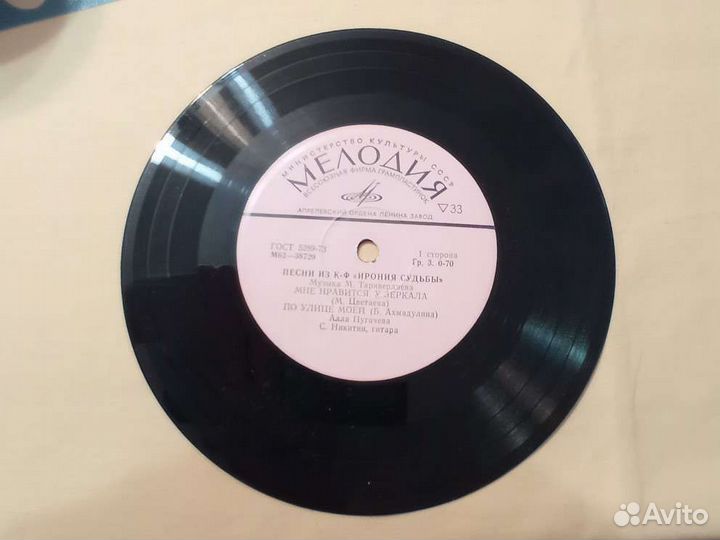 МИНИСТЕРСТВО КУЛЬТУРЫ СССР
МЕЛОДИЯ
ВСЕСОЮЗНАЯ ФИРМА ГРАМПЛАСТИНОК
▽33
АПРЕЛЕВСКИЙ ОРДЕНА ЛЕНИНА ЗАВОД
ГОСТ 5289-73
М62—38729
1 сторона
Гр. 3. 0-70
ПЕСНИ ИЗ К-Ф «ИРОНИЯ СУДЬБЫ»
Музыка М. Таривердиева
МНЕ НРАВИТСЯ У ЗЕРКАЛА
(М. Цветаева)
ПО УЛИЦЕ МОЕЙ (Б. Ахмадулина)
Алла Пугачева
С. Никитин, гитара
Avito